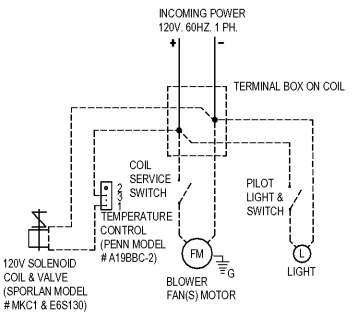 INCOMING POWER
120V. 60HZ. 1 PH.
+ -
TERMINAL BOX ON COIL
COIL
SERVICE
SWITCH
2
3
1
PILOT
LIGHT &
SWITCH
TEMPERATURE
CONTROL
(PENN MODEL
# A19BBC-2)
FM
G
L
120V SOLENOID
COIL & VALVE
(SPORLAN MODEL
# MKC1 & E6S130)
BLOWER
FAN(S) MOTOR
LIGHT